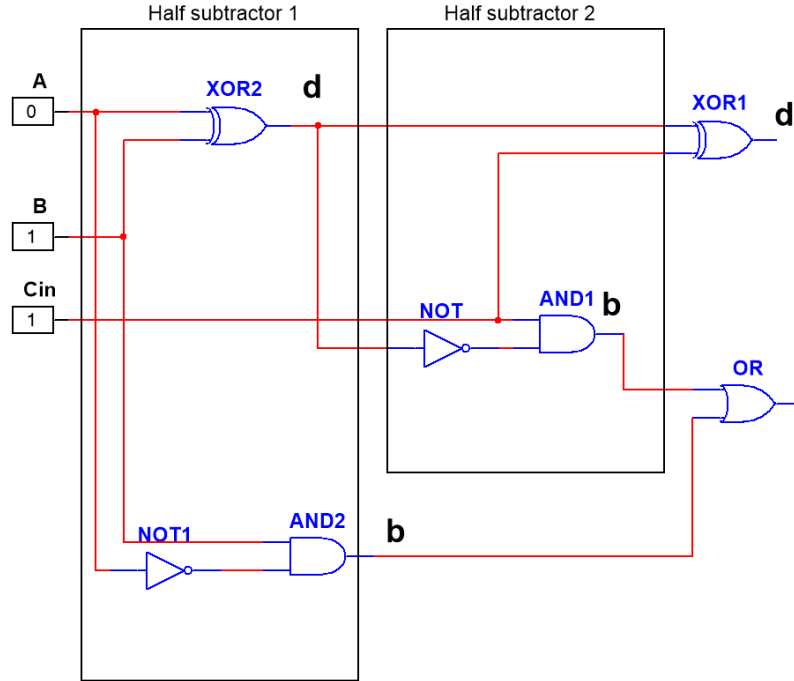 Half subtractor 1
Half subtractor 2
A
0
XOR2
d
XOR1
d
B
1
Cin
1
NOT
AND1
b
OR
NOT1
AND2
b